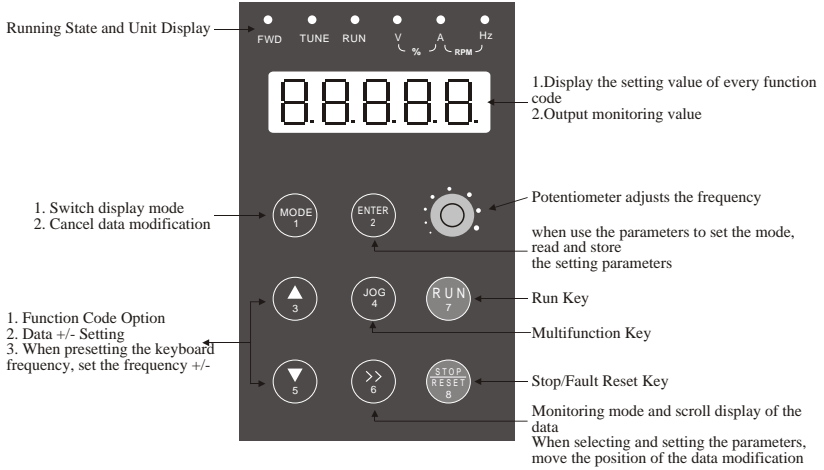 Running State and Unit Display
FWD TUNE RUN V A Hz
% RPM
8.8.8.8.8.
1.Display the setting value of every function
code
2.Output monitoring value
1. Switch display mode
2. Cancel data modification
MODE
1
ENTER
2
Potentiometer adjusts the frequency
when use the parameters to set the mode,
read and store
the setting parameters
1. Function Code Option
2. Data +/- Setting
3. When presetting the keyboard
frequency, set the frequency +/-
3
JOG
4
RUN
7
Run Key
Multifunction Key
5
>>
6
STOP
RESET
8
Stop/Fault Reset Key
Monitoring mode and scroll display of the
data
When selecting and setting the parameters,
move the position of the data modification